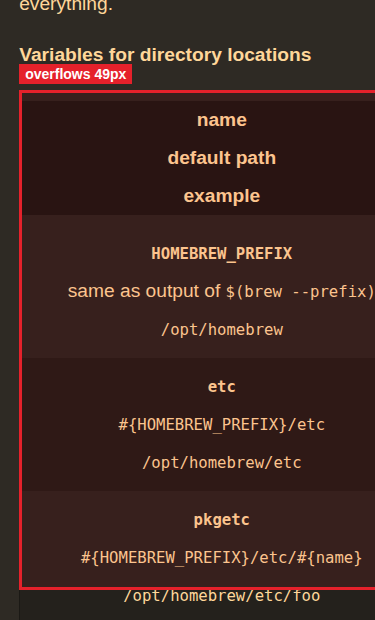 everything.
Variables for directory locations
overflows 49px
name
default path
example
HOMEBREW_PREFIX
same as output of $(brew --prefix)
/opt/homebrew
etc
#{HOMEBREW_PREFIX}/etc
/opt/homebrew/etc
pkgetc
#{HOMEBREW_PREFIX}/etc/#{name}
/opt/homebrew/etc/foo